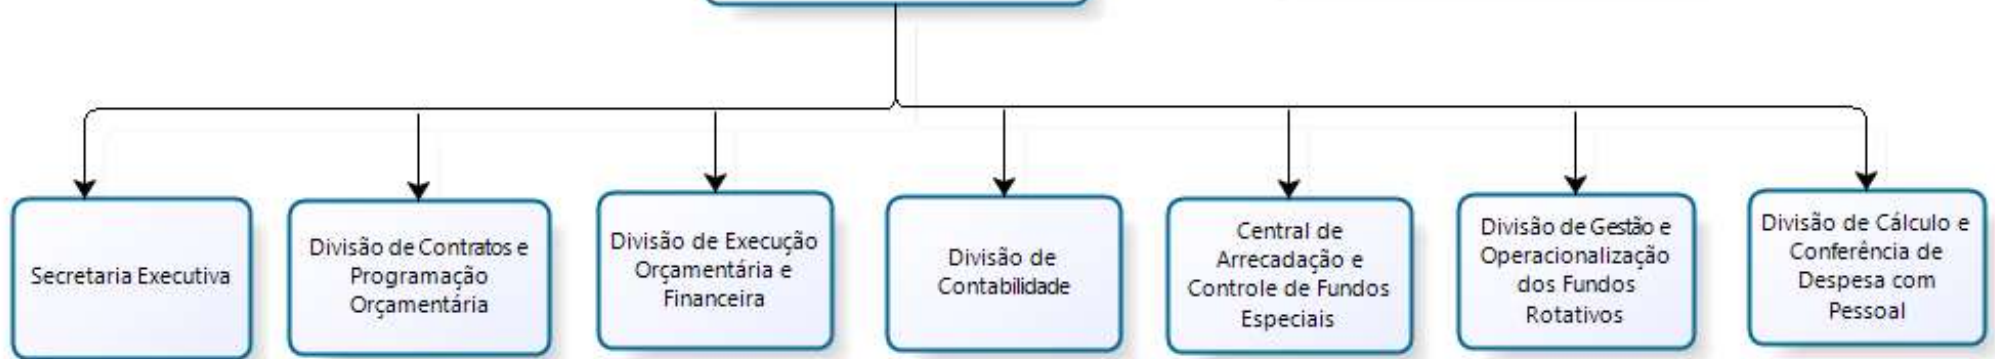 Secretaria Executiva
Divisão de Contratos e
Programação
Orçamentária
Divisão de Execução
Orçamentária e
Financeira
Divisão de
Contabilidade
Central de
Arrecadação e
Controle de Fundos
Especiais
Divisão de Gestão e
Operacionalização
dos Fundos
Rotativos
Divisão de Cálculo e
Conferência de
Despesa com
Pessoal